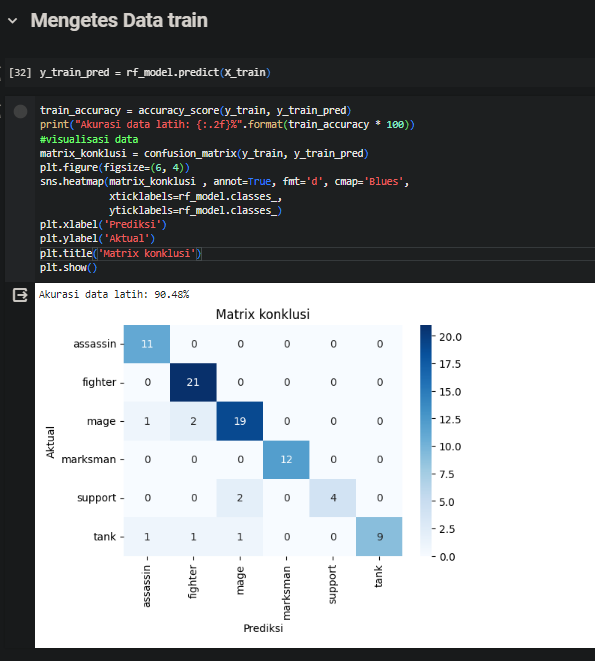 Mengetes Data train
[32] y_train_pred = rf_model.predict(X_train)
train_accuracy = accuracy_score(y_train, y_train_pred)
print("Akurasi data latih: {:.2f}%".format(train_accuracy * 100))
#visualisasi data
matrix_konklusi = confusion_matrix(y_train, y_train_pred)
plt.figure(figsize=(6, 4))
sns.heatmap(matrix_konklusi , annot=True, fmt='d', cmap='Blues',
xticklabels=rf_model.classes_,
yticklabels=rf_model.classes_)
plt.xlabel('Prediksi')
plt.ylabel('Aktual')
plt.title('Matrix konklusi')
plt.show()
Akurasi data latih: 90.48%
Matrix konklusi
assassin 11 0 0 0 0 0
fighter 0 21 0 0 0 0
mage 1 2 19 0 0 0
marksman 0 0 0 12 0 0
support 0 0 2 0 4 0
tank 1 1 1 0 0 9
Aktual
assassin
fighter
mage
marksman
support
tank
Prediksi
20.0
17.5
15.0
12.5
10.0
7.5
5.0
2.5
0.0